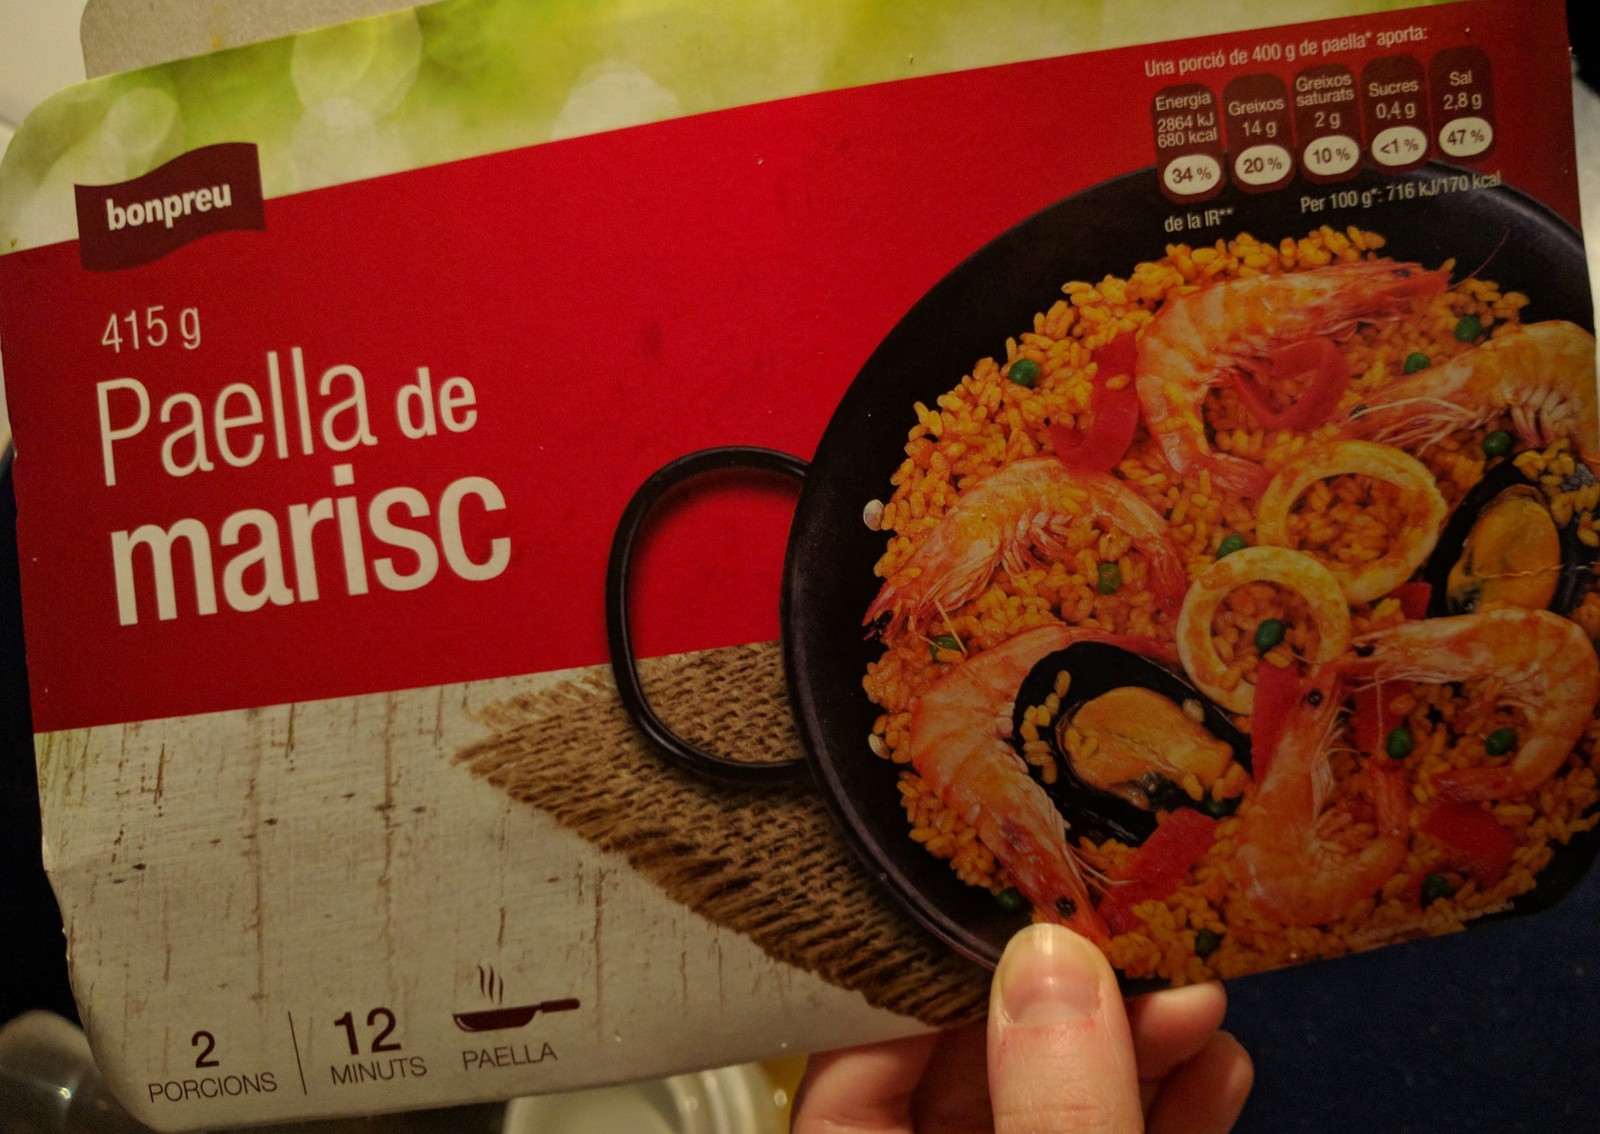 bonpreu
415 g
Paella de
marisc
2
PORCIONS
12
MINUTS
PAELLA
Una porció de 400 g de paella* aporta:
Energia
2864 kJ
680 kcal
34 %
Greixos
14 g
20 %
Greixos
saturats
2 g
10 %
Sucres
0,4 g
<1 %
Sal
2,8 g
47 %
de la IR**
Per 100 g*: 716 kJ/170 kcal